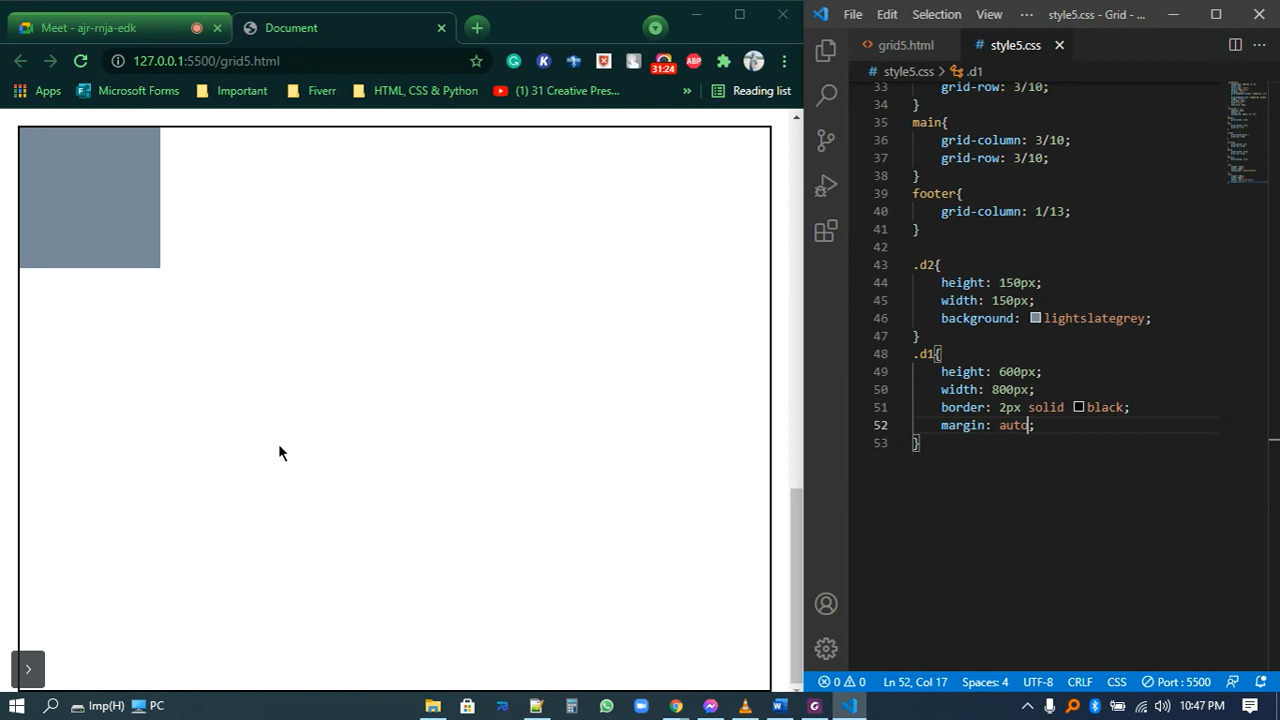 Meet - ajr-rnja-edk
Document
127.0.0.1:5500/grid5.html
31:24
ABP
Apps
Microsoft Forms
Important
Fiverr
HTML, CSS & Python
(1) 31 Creative Pres...
»
Reading list
>
File Edit Selection View ··· style5.css - Grid - ...
grid5.html
style5.css
style5.css > .d1
33 grid-row: 3/10;
34 }
35 main{
36 grid-column: 3/10;
37 grid-row: 3/10;
38 }
39 footer{
40 grid-column: 1/13;
41 }
42
43 .d2{
44 height: 150px;
45 width: 150px;
46 background: lightslategrey;
47 }
48 .d1{
49 height: 600px;
50 width: 800px;
51 border: 2px solid black;
52 margin: auto;
53 }
0 0 Ln 52, Col 17 Spaces: 4 UTF-8 CRLF CSS Port : 5500
Imp(H) PC 10:47 PM